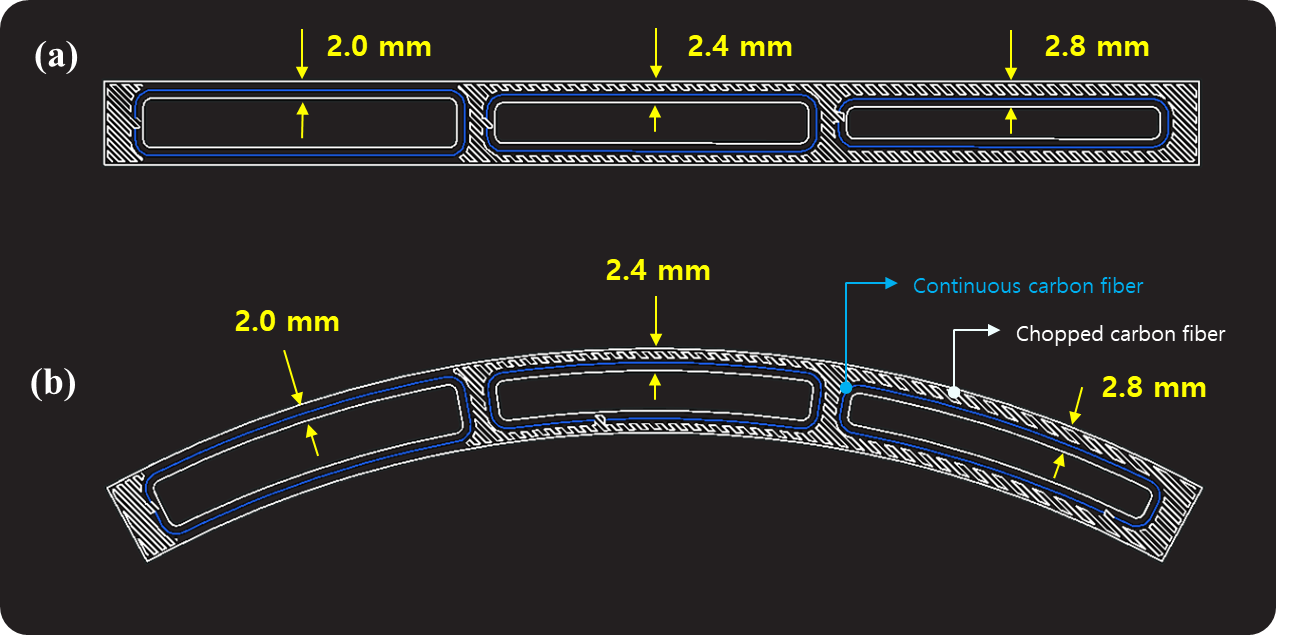 (a)
2.0 mm
2.4 mm
2.8 mm
2.4 mm
Continuous carbon fiber
2.0 mm
Chopped carbon fiber
(b)
2.8 mm